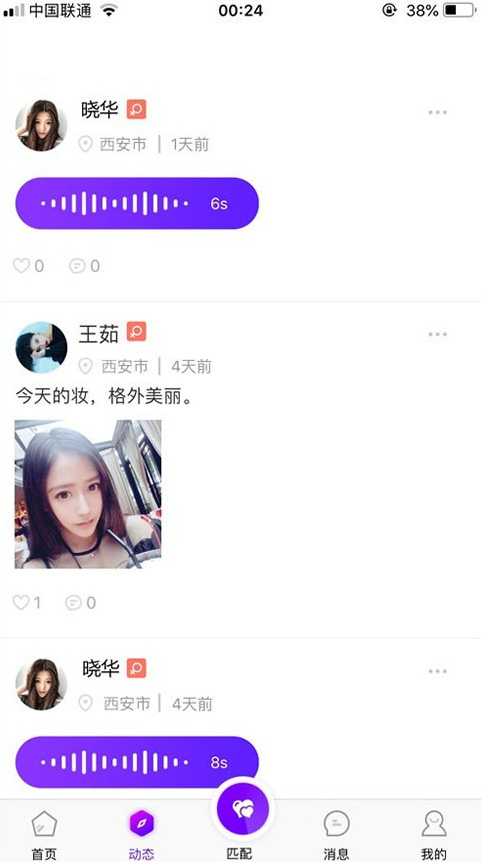 中国联通 00:24 38%
晓华
西安市 | 1天前
6s
0 0
王茹
西安市 | 4天前
今天的妆，格外美丽。
1 0
晓华
西安市 | 4天前
8s
首页 动态 匹配 消息 我的